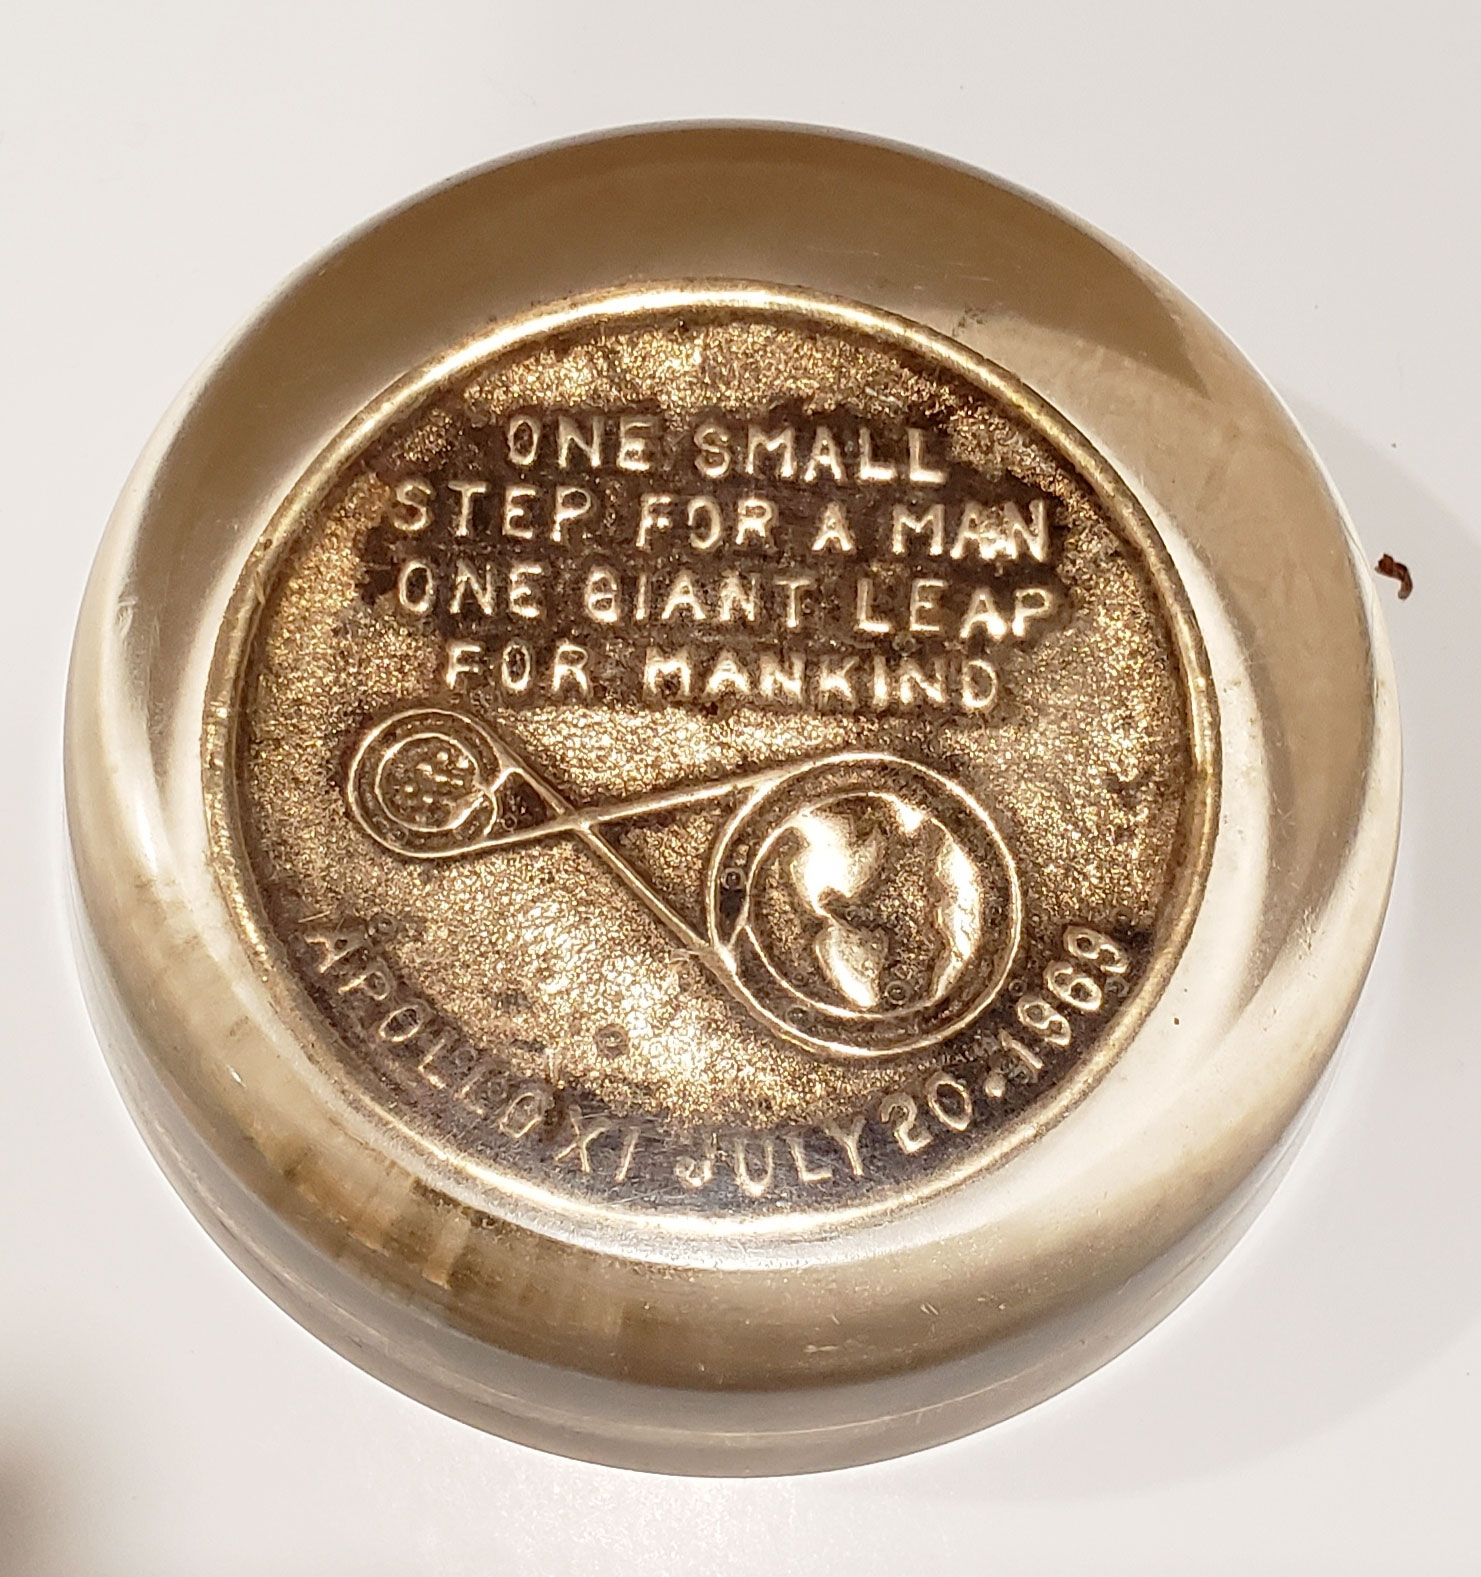 ONE SMALL
STEP FOR A MAN
ONE GIANT LEAP
FOR MANKIND
APOLLO XI JULY 20 • 1969